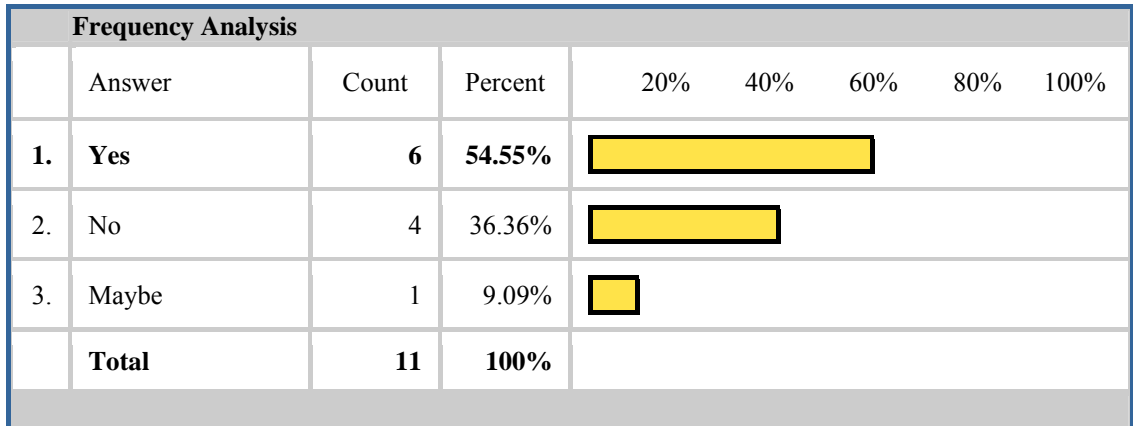 Frequency Analysis
Answer Count Percent 20% 40% 60% 80% 100%
1. Yes 6 54.55%
2. No 4 36.36%
3. Maybe 1 9.09%
Total 11 100%